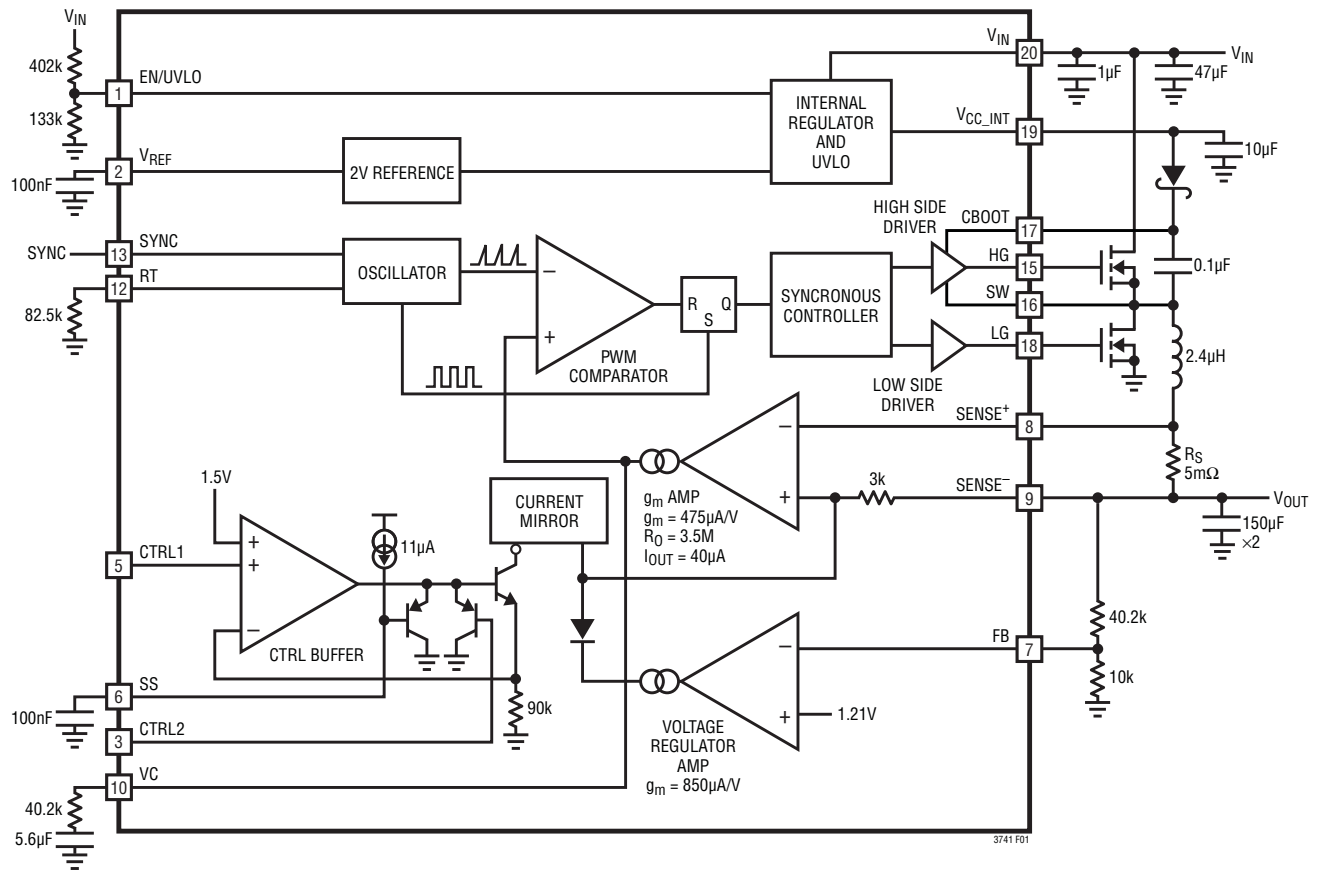 VIN
402k
1
EN/UVLO
133k
2
VREF
100nF
2V REFERENCE
INTERNAL
REGULATOR
AND
UVLO
VIN
20
VIN
1µF
47µF
VCC_INT
19
10µF
SYNC
13
SYNC
12
RT
82.5k
OSCILLATOR
–
+
PWM
COMPARATOR
R
S
Q
SYNCRONOUS
CONTROLLER
HIGH SIDE
DRIVER
LOW SIDE
DRIVER
CBOOT
17
HG
15
SW
16
LG
18
0.1µF
2.4µH
SENSE+
8
RS
5mΩ
SENSE–
9
VOUT
150µF
×2
3k
–
+
gm AMP
gm = 475µA/V
RO = 3.5M
IOUT = 40µA
CURRENT
MIRROR
1.5V
11µA
5
CTRL1
+
+
–
CTRL BUFFER
90k
6
SS
100nF
3
CTRL2
10
VC
40.2k
5.6µF
–
+
1.21V
VOLTAGE
REGULATOR
AMP
gm = 850µA/V
FB
7
40.2k
10k
3741 F01